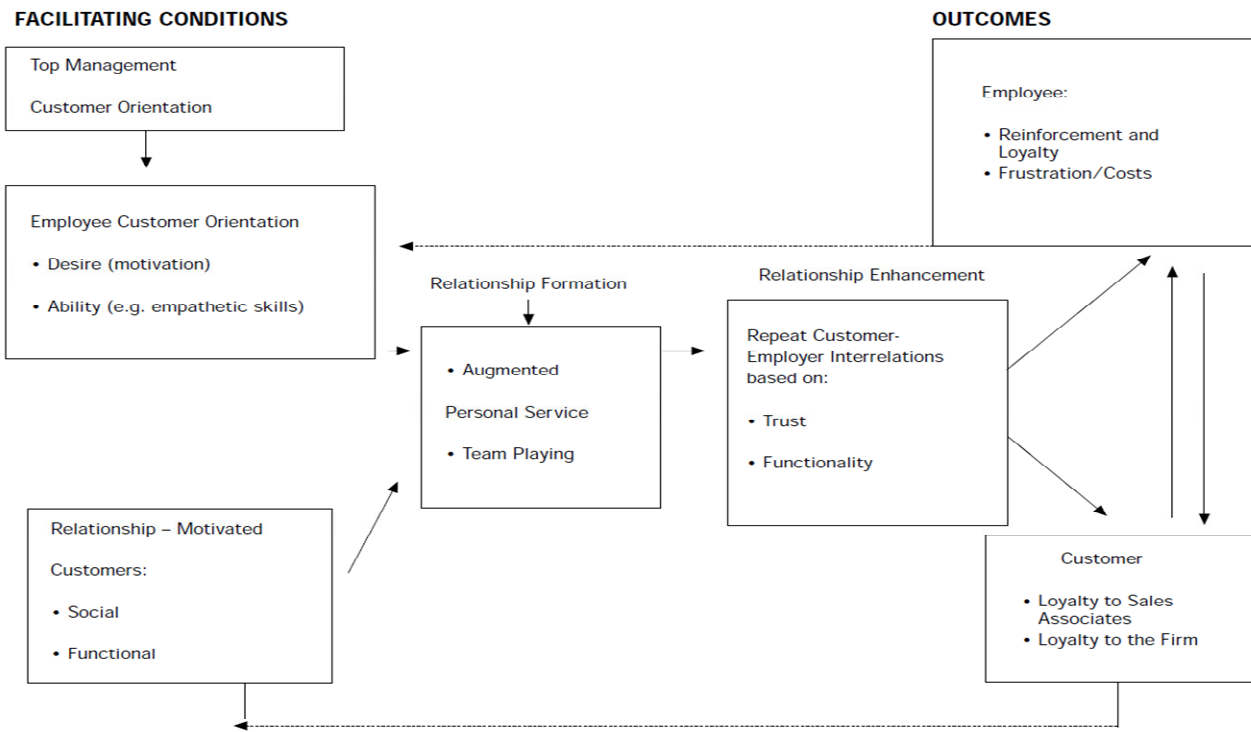 FACILITATING CONDITIONS
OUTCOMES
Top Management
Customer Orientation
Employee:
• Reinforcement and
Loyalty
• Frustration/Costs
Employee Customer Orientation
• Desire (motivation)
• Ability (e.g. empathetic skills)
Relationship Formation
Relationship Enhancement
• Augmented
Personal Service
• Team Playing
Repeat Customer-
Employer Interrelations
based on:
• Trust
• Functionality
Relationship – Motivated
Customers:
• Social
• Functional
Customer
• Loyalty to Sales
Associates
• Loyalty to the Firm